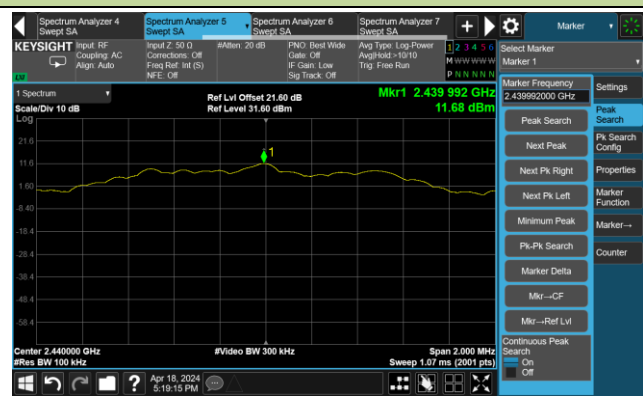 Spectrum Analyzer 4
Swept SA
Spectrum Analyzer 5
Swept SA
Spectrum Analyzer 6
Swept SA
Spectrum Analyzer 7
Swept SA
+
Marker
KEYSIGHT
Input: RF
Coupling: AC
Align: Auto
Input Z: 50 Ω
Corrections: Off
Freq Ref: Int (S)
NFE: Off
#Atten: 20 dB
PNO: Best Wide
Gate: Off
IF Gain: Low
Sig Track: Off
Avg Type: Log-Power
Avg|Hold:>10/10
Trig: Free Run
1 2 3 4 5 6
M W W W W W
P N N N N N
LW
Select Marker
Marker 1
1 Spectrum
Scale/Div 10 dB
Log
Ref Lvl Offset 21.60 dB
Ref Level 31.60 dBm
Mkr1 2.439 992 GHz
11.68 dBm
1
21.6
11.6
1.60
-8.40
-18.4
-28.4
-38.4
-48.4
-58.4
Center 2.440000 GHz
#Res BW 100 kHz
#Video BW 300 kHz
Span 2.000 MHz
Sweep 1.07 ms (2001 pts)
Marker Frequency
2.439992000 GHz
Peak Search
Next Peak
Next Pk Right
Next Pk Left
Minimum Peak
Pk-Pk Search
Marker Delta
Mkr→CF
Mkr→Ref Lvl
Continuous Peak
Search
On
Off
Settings
Peak
Search
Pk Search
Config
Properties
Marker
Function
Marker→
Counter
?
Apr 18, 2024
5:19:15 PM